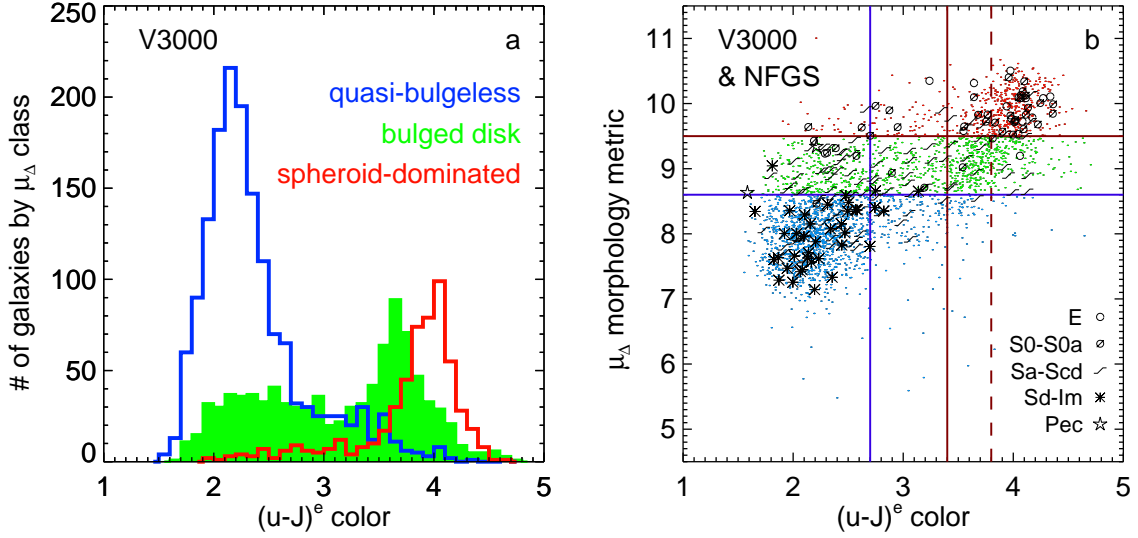 V3000
a
quasi-bulgeless
bulged disk
spheroid-dominated
# of galaxies by μΔ class
250
200
150
100
50
0
1
2
3
4
5
(u-J)e color
V3000
b
& NFGS
μΔ morphology metric
11
10
9
8
7
6
5
E
S0-S0a
Sa-Scd
Sd-Im
Pec
1
2
3
4
5
(u-J)e color